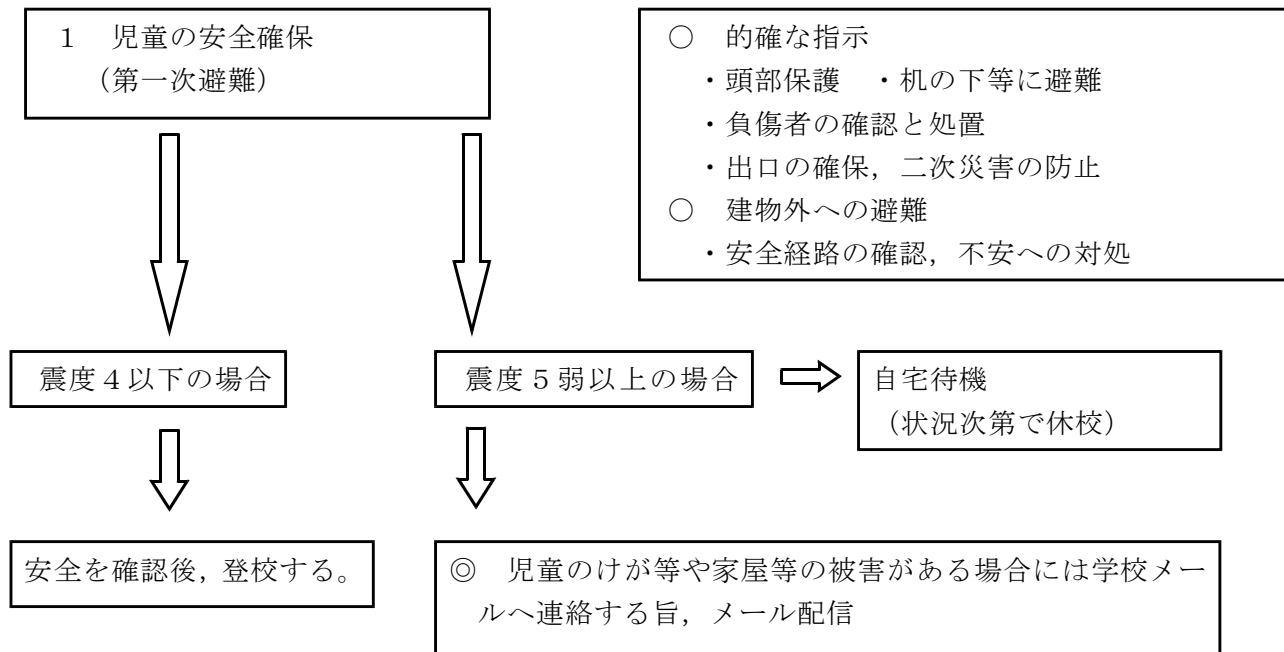 １　児童の安全確保
（第一次避難）
○　的確な指示
・頭部保護　・机の下等に避難
・負傷者の確認と処置
・出口の確保，二次災害の防止
○　建物外への避難
・安全経路の確認，不安への対処
震度４以下の場合
震度５弱以上の場合
自宅待機
（状況次第で休校）
安全を確認後，登校する。
◎　児童のけが等や家屋等の被害がある場合には学校メー
ルへ連絡する旨，メール配信